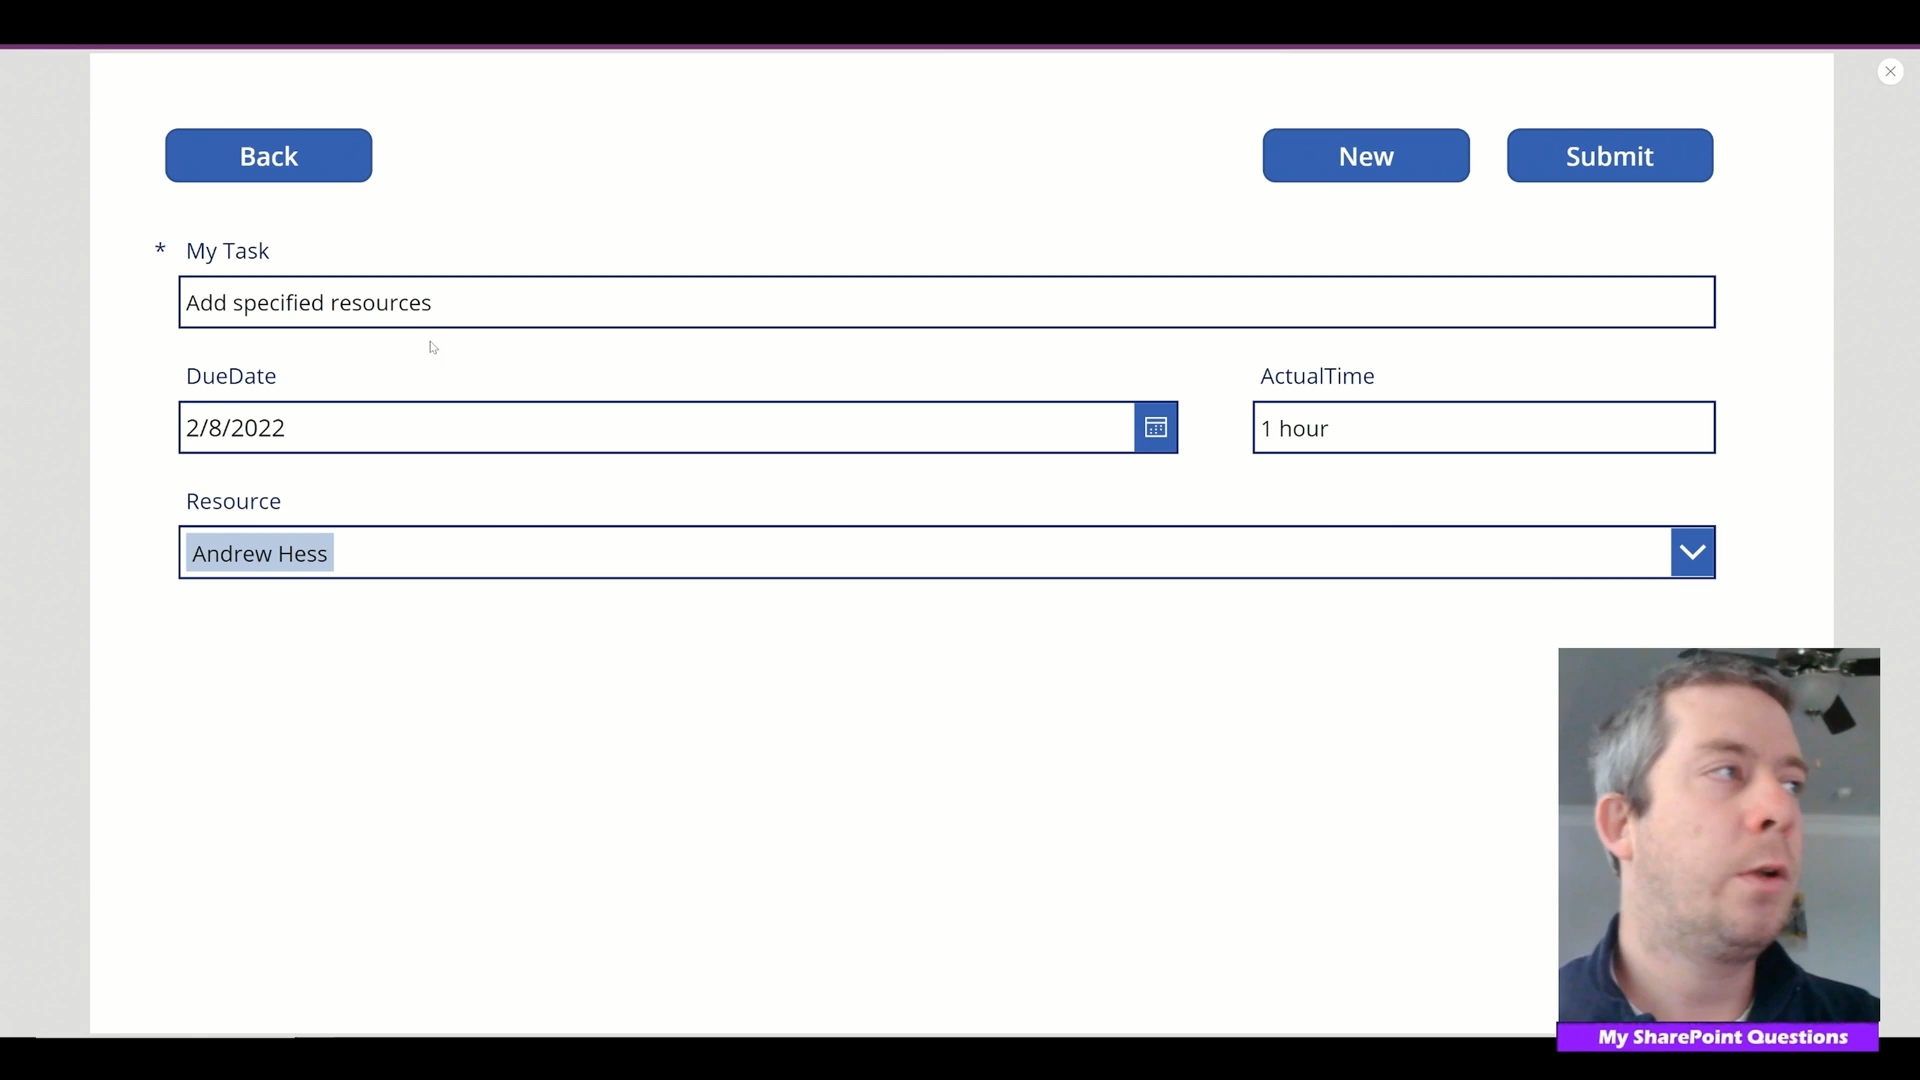 Back
New
Submit
* My Task
Add specified resources
DueDate
ActualTime
2/8/2022
1 hour
Resource
Andrew Hess
My SharePoint Questions